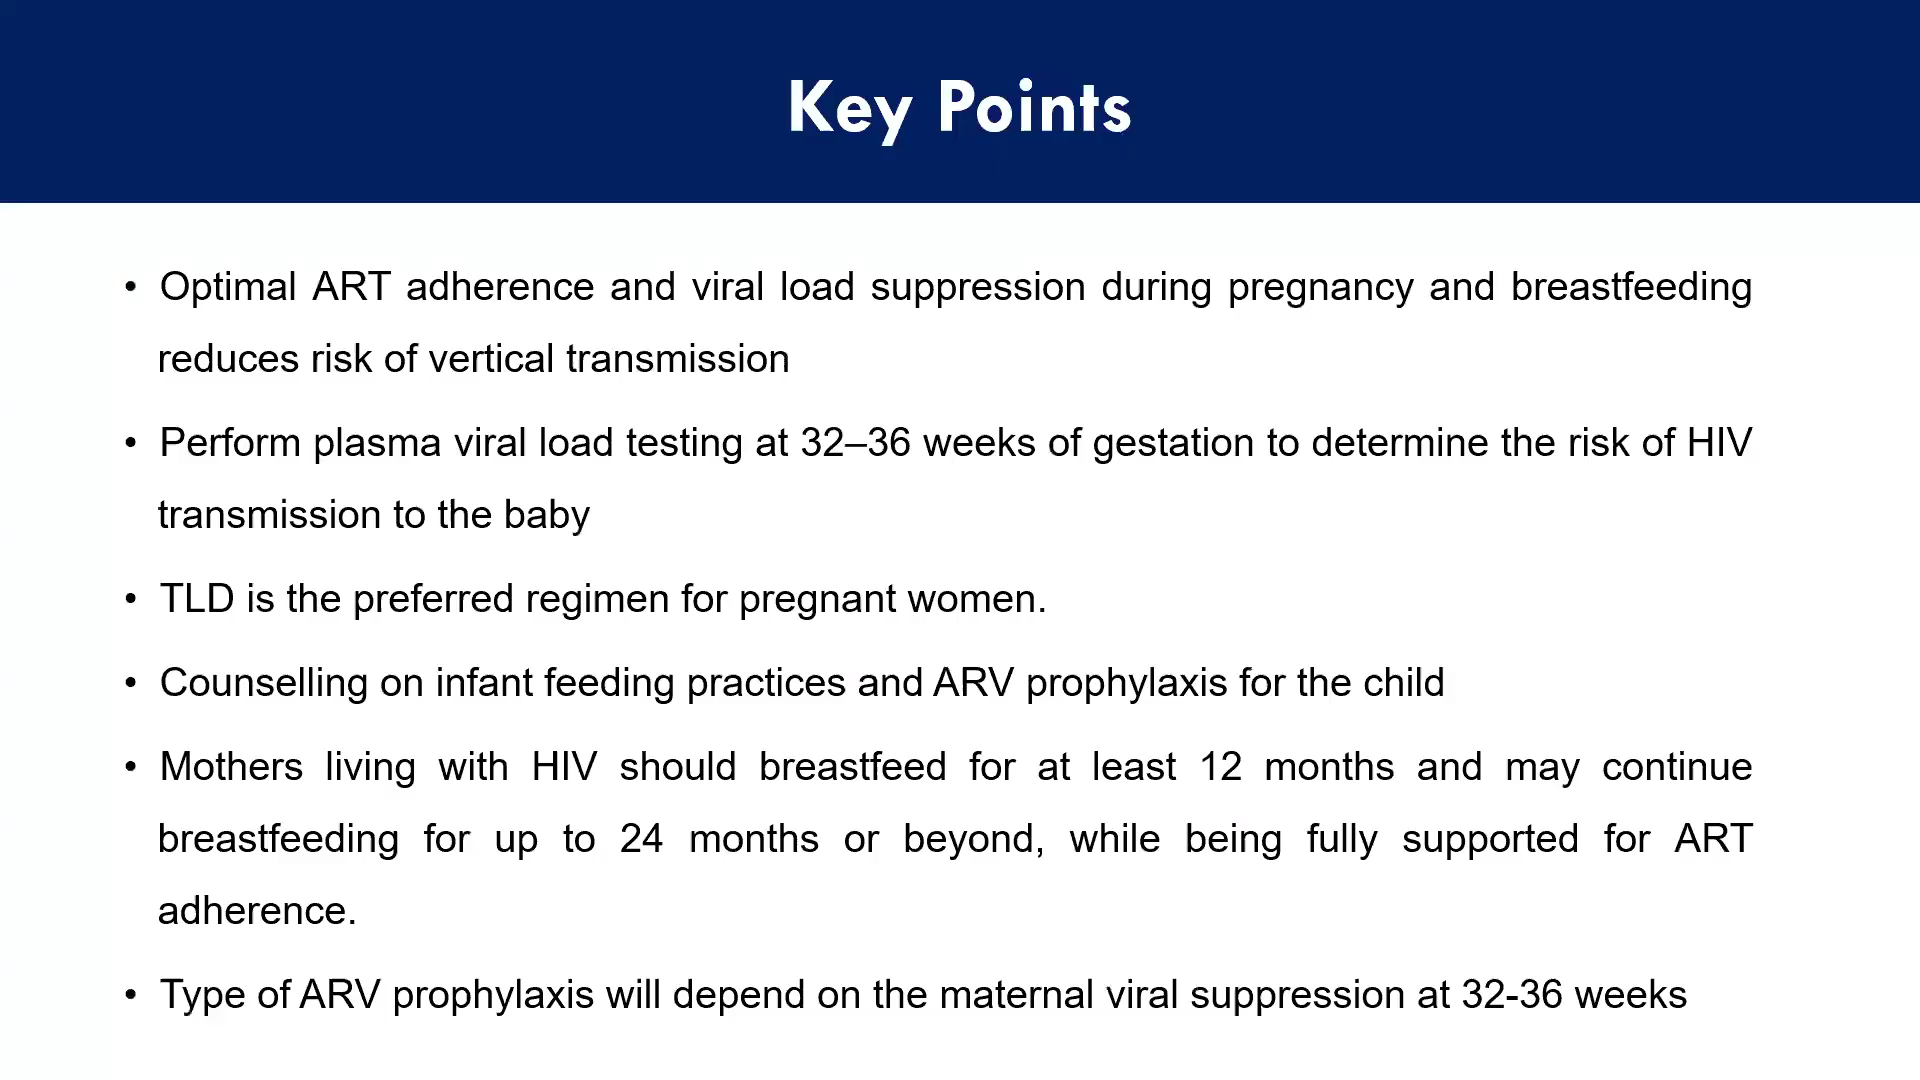 Key Points
• Optimal ART adherence and viral load suppression during pregnancy and breastfeeding
reduces risk of vertical transmission
• Perform plasma viral load testing at 32–36 weeks of gestation to determine the risk of HIV
transmission to the baby
• TLD is the preferred regimen for pregnant women.
• Counselling on infant feeding practices and ARV prophylaxis for the child
• Mothers living with HIV should breastfeed for at least 12 months and may continue
breastfeeding for up to 24 months or beyond, while being fully supported for ART
adherence.
• Type of ARV prophylaxis will depend on the maternal viral suppression at 32-36 weeks